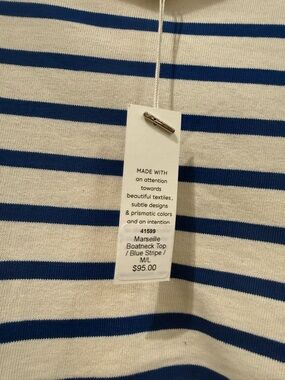 MADE WITH
an attention
towards
beautiful textiles,
subtle designs
& prismatic colors
and an intention
41599
Marseille
Boatneck Top
/ Blue Stripe /
M/L
$95.00